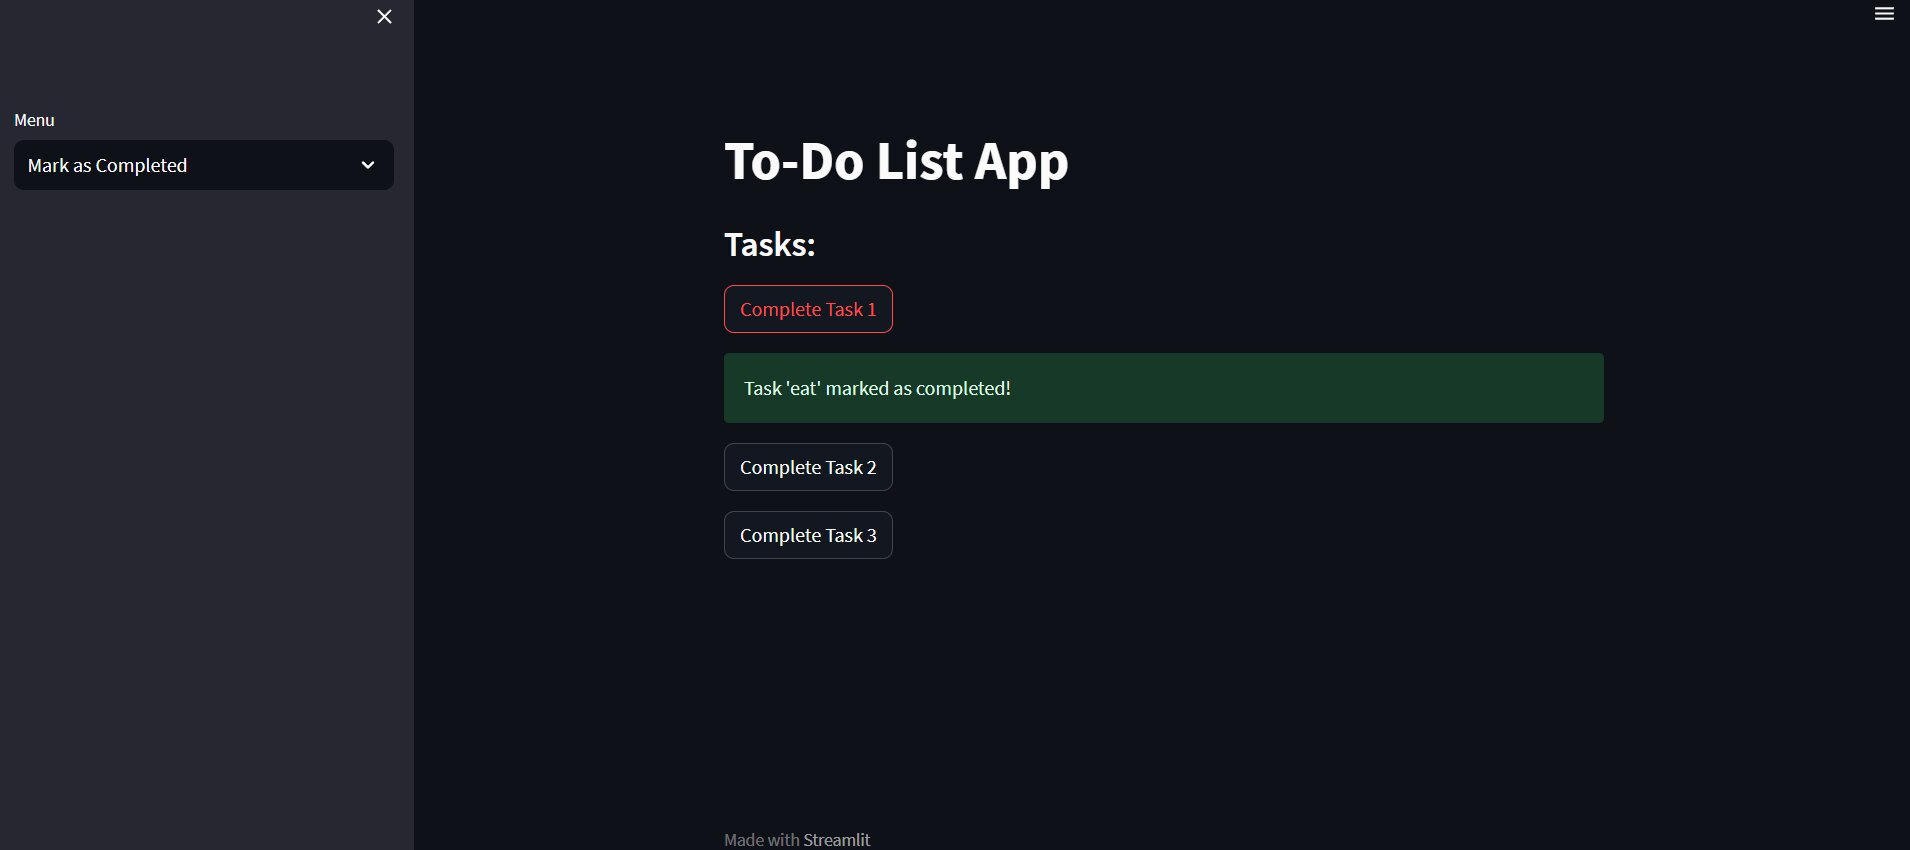 Menu
Mark as Completed
To-Do List App
Tasks:
Complete Task 1
Task 'eat' marked as completed!
Complete Task 2
Complete Task 3
Made with Streamlit